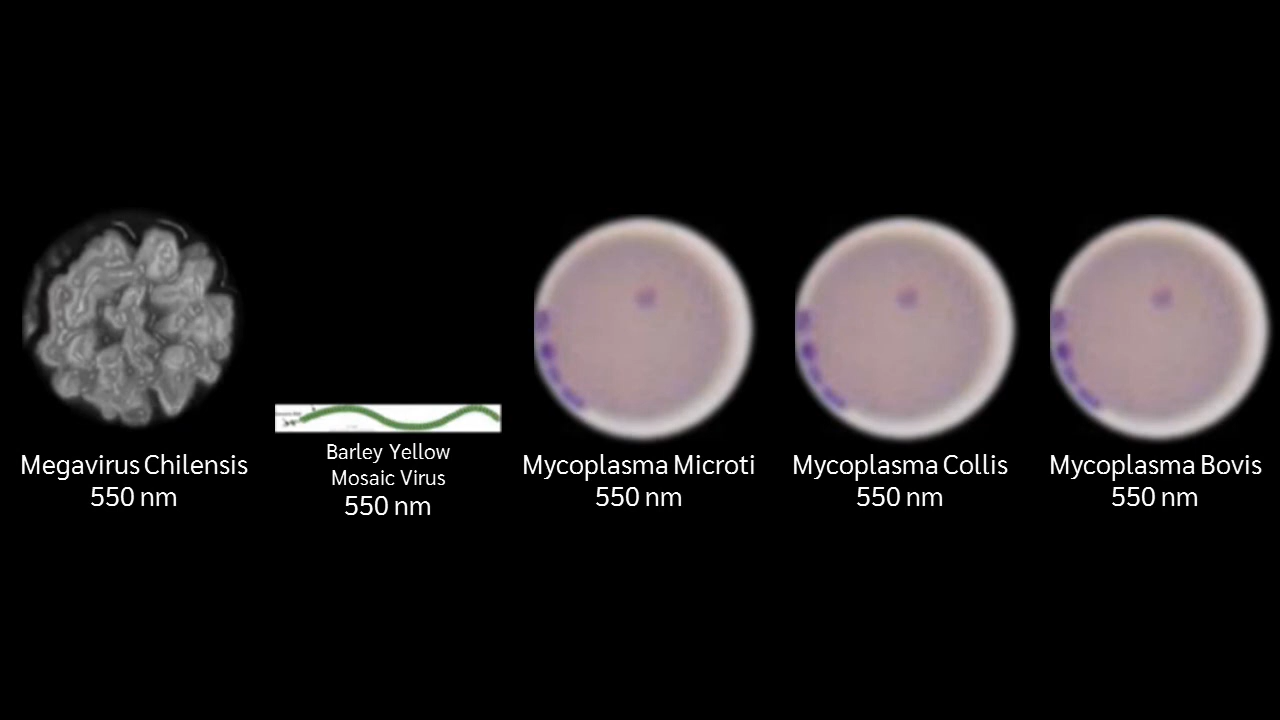 Megavirus Chilensis
550 nm
Barley Yellow
Mosaic Virus
550 nm
Mycoplasma Microti
550 nm
Mycoplasma Collis
550 nm
Mycoplasma Bovis
550 nm